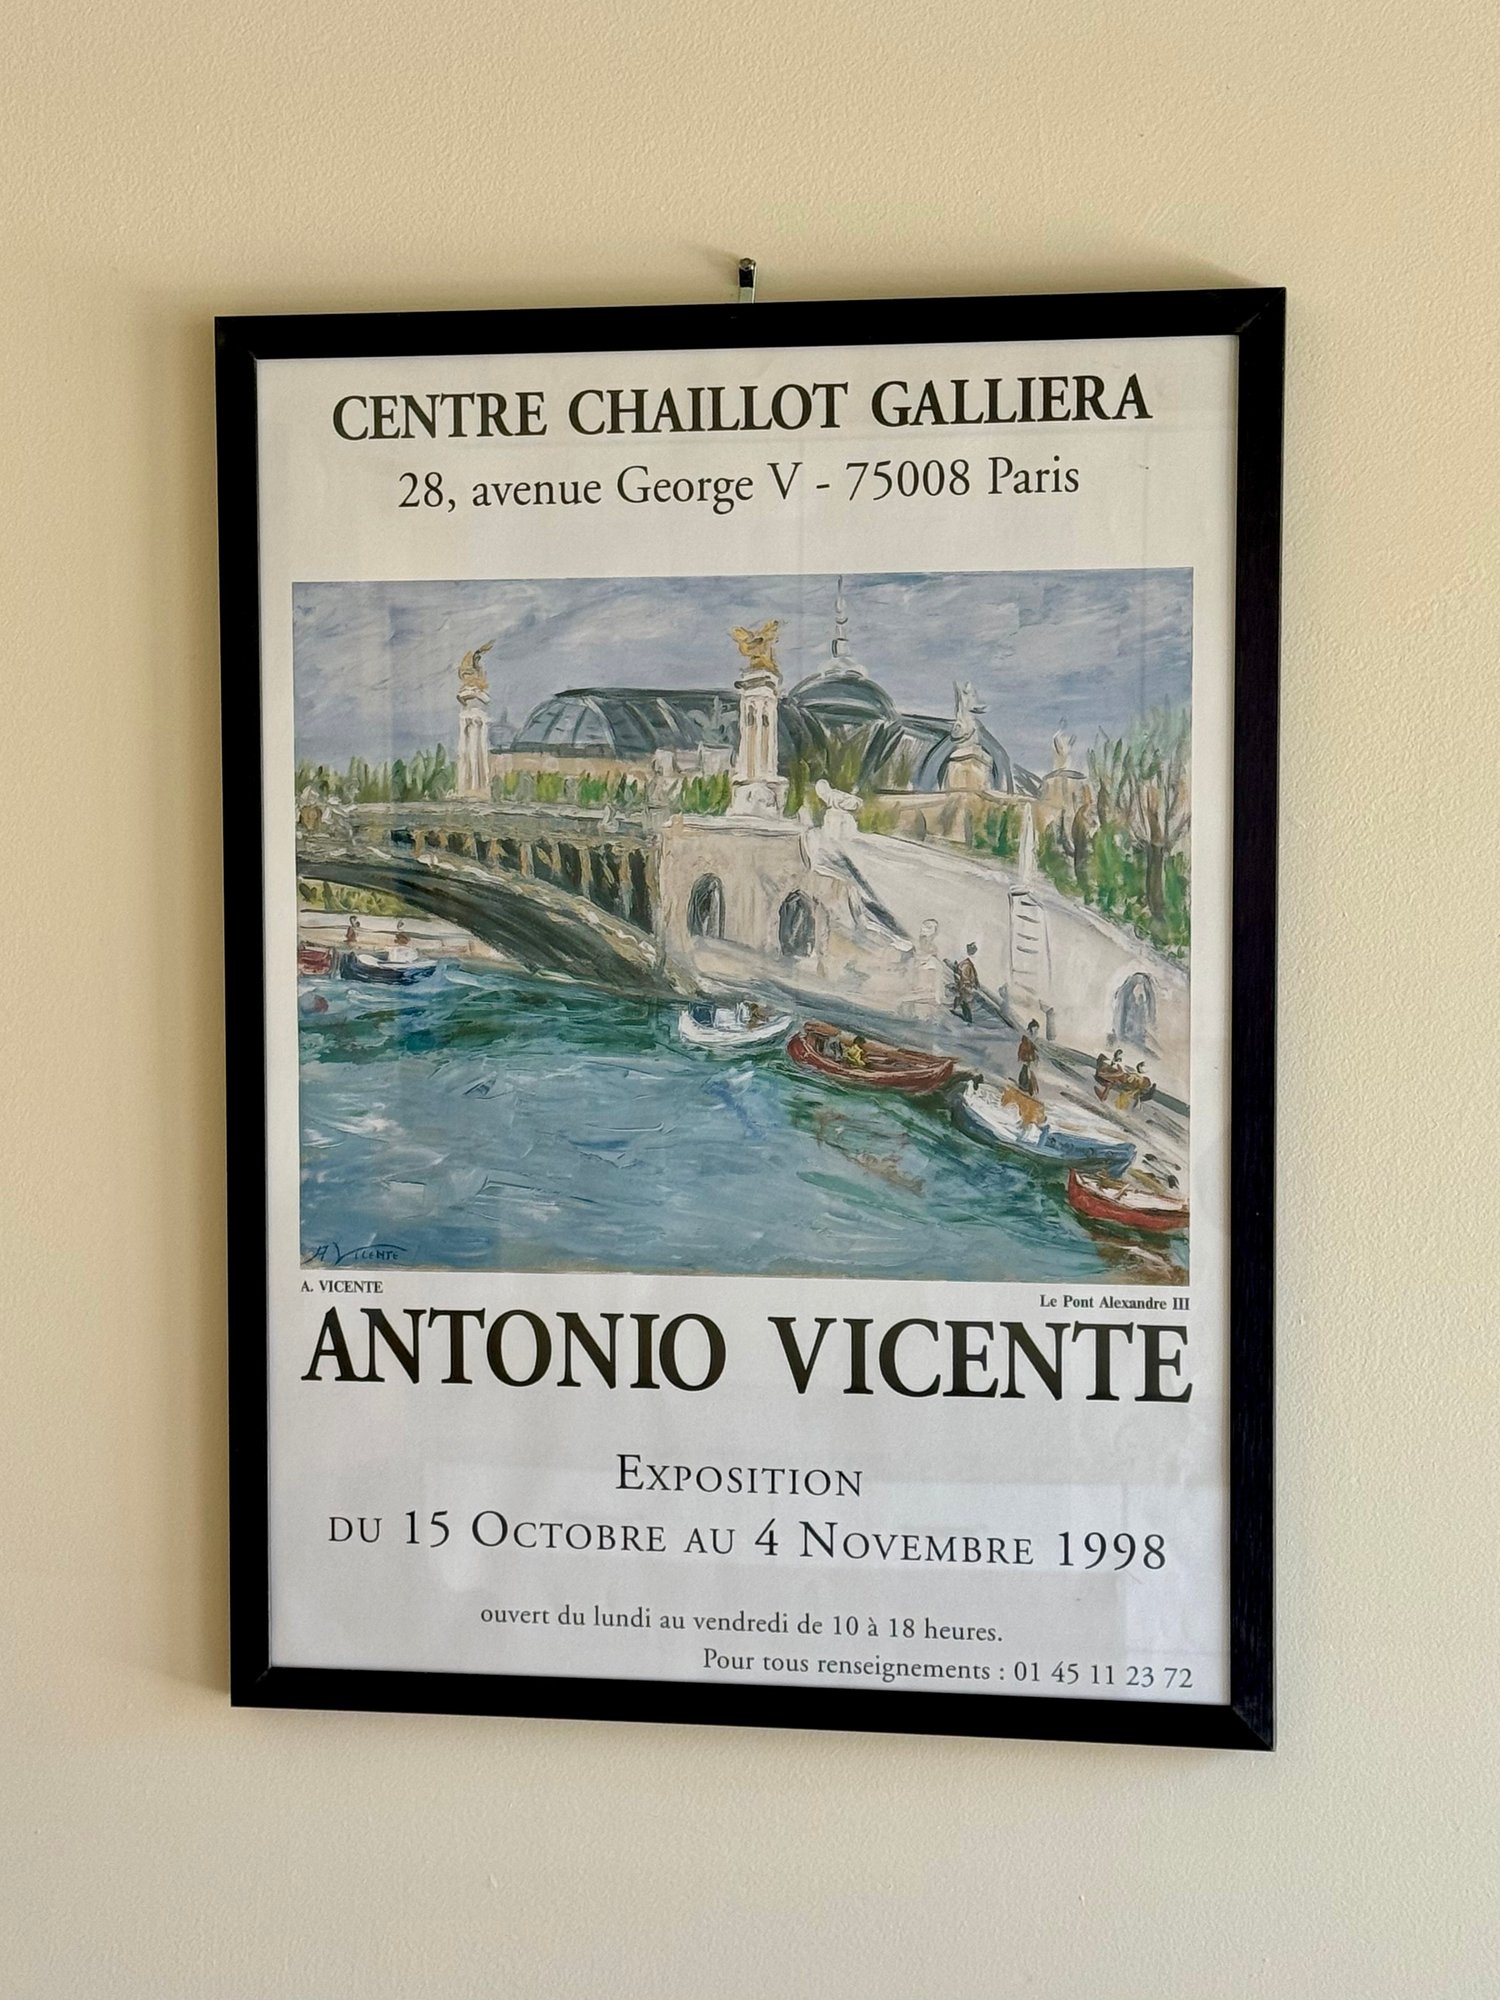 CENTRE CHAILLOT GALLIERA
28, avenue George V - 75008 Paris
A VICENTE
A. VICENTE
Le Pont Alexandre III
ANTONIO VICENTE
EXPOSITION
DU 15 OCTOBRE AU 4 NOVEMBRE 1998
ouvert du lundi au vendredi de 10 à 18 heures.
Pour tous renseignements : 01 45 11 23 72